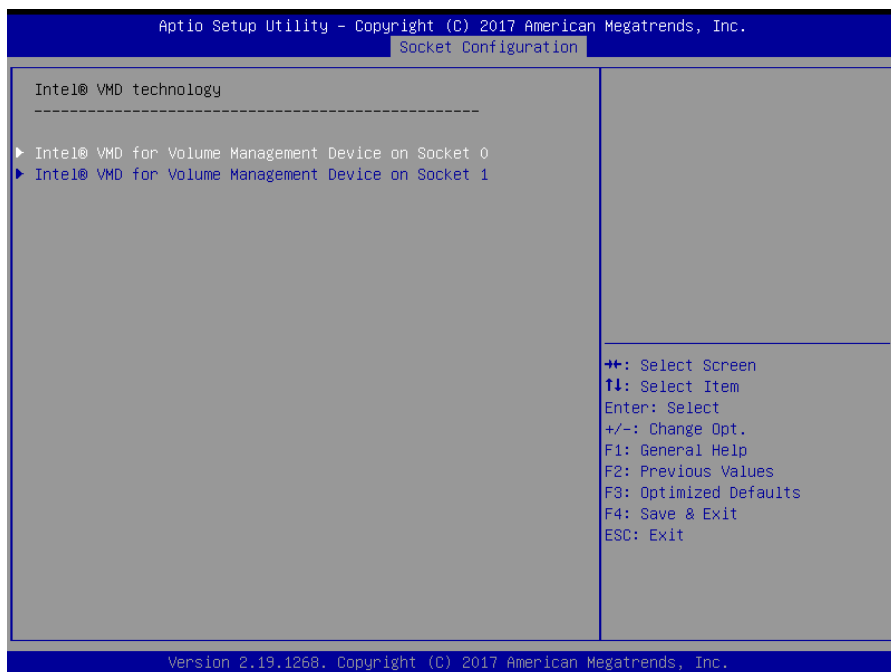 Aptio Setup Utility – Copyright (C) 2017 American Megatrends, Inc.
Socket Configuration
Intel® VMD technology
--------------------------------------------------
▶ Intel® VMD for Volume Management Device on Socket 0
▶ Intel® VMD for Volume Management Device on Socket 1
→←: Select Screen
↑↓: Select Item
Enter: Select
+/-: Change Opt.
F1: General Help
F2: Previous Values
F3: Optimized Defaults
F4: Save & Exit
ESC: Exit
Version 2.19.1268. Copyright (C) 2017 American Megatrends, Inc.